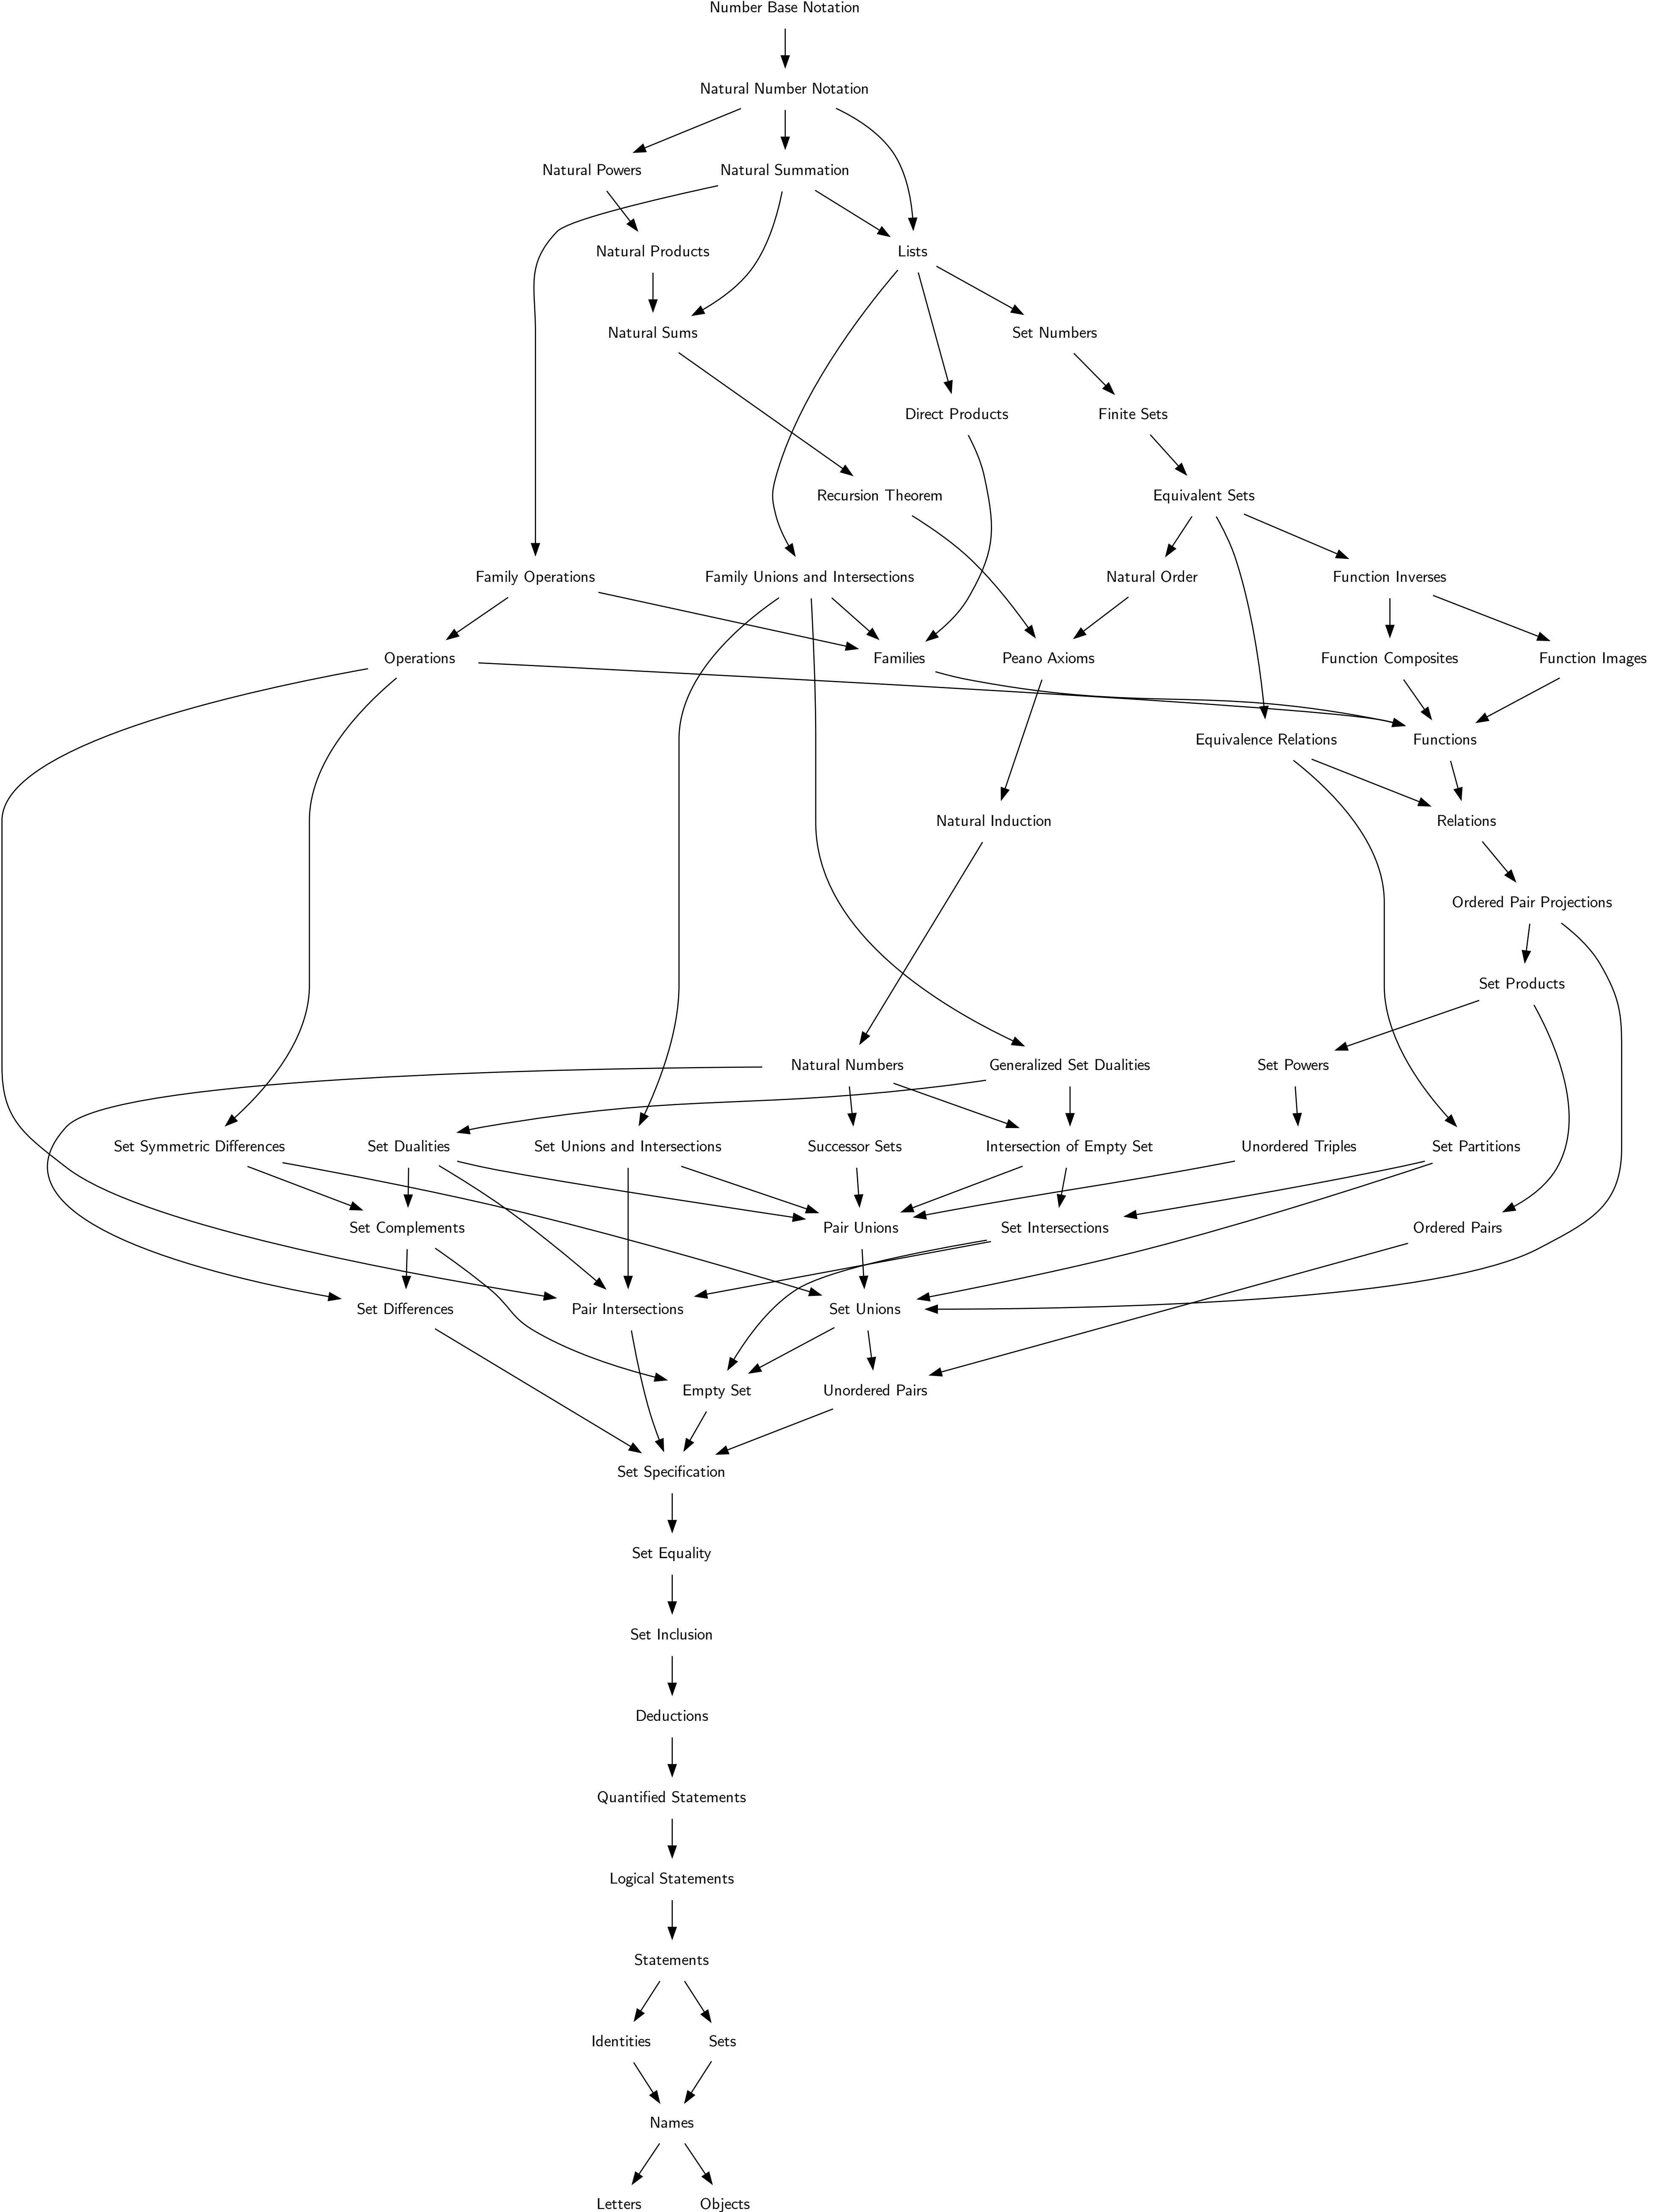 Number Base Notation
Natural Number Notation
Natural Powers
Natural Summation
Natural Products
Lists
Natural Sums
Set Numbers
Direct Products
Finite Sets
Recursion Theorem
Equivalent Sets
Family Operations
Family Unions and Intersections
Natural Order
Function Inverses
Operations
Families
Peano Axioms
Function Composites
Function Images
Equivalence Relations
Functions
Natural Induction
Relations
Ordered Pair Projections
Set Products
Natural Numbers
Generalized Set Dualities
Set Powers
Set Symmetric Differences
Set Dualities
Set Unions and Intersections
Successor Sets
Intersection of Empty Set
Unordered Triples
Set Partitions
Set Complements
Pair Unions
Set Intersections
Ordered Pairs
Set Differences
Pair Intersections
Set Unions
Empty Set
Unordered Pairs
Set Specification
Set Equality
Set Inclusion
Deductions
Quantified Statements
Logical Statements
Statements
Identities
Sets
Names
Letters
Objects